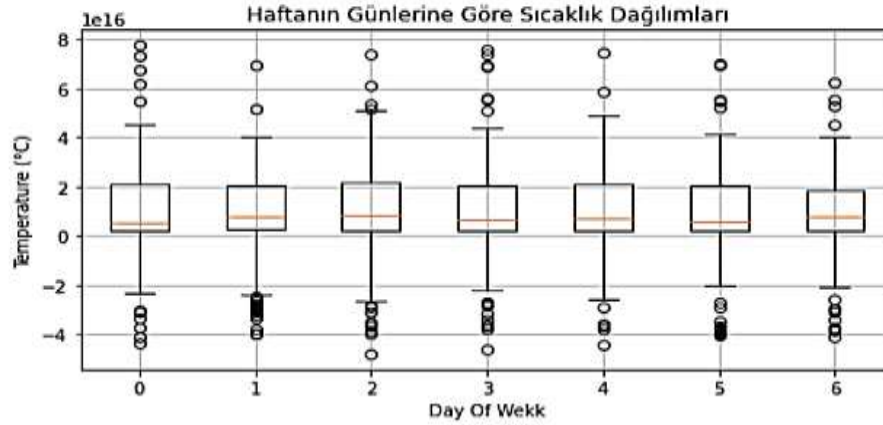 Haftanın Günlerine Göre Sıcaklık Dağılımları
1e16
8
6
4
2
0
−2
−4
Temperature (°C)
0 1 2 3 4 5 6
Day Of Wekk